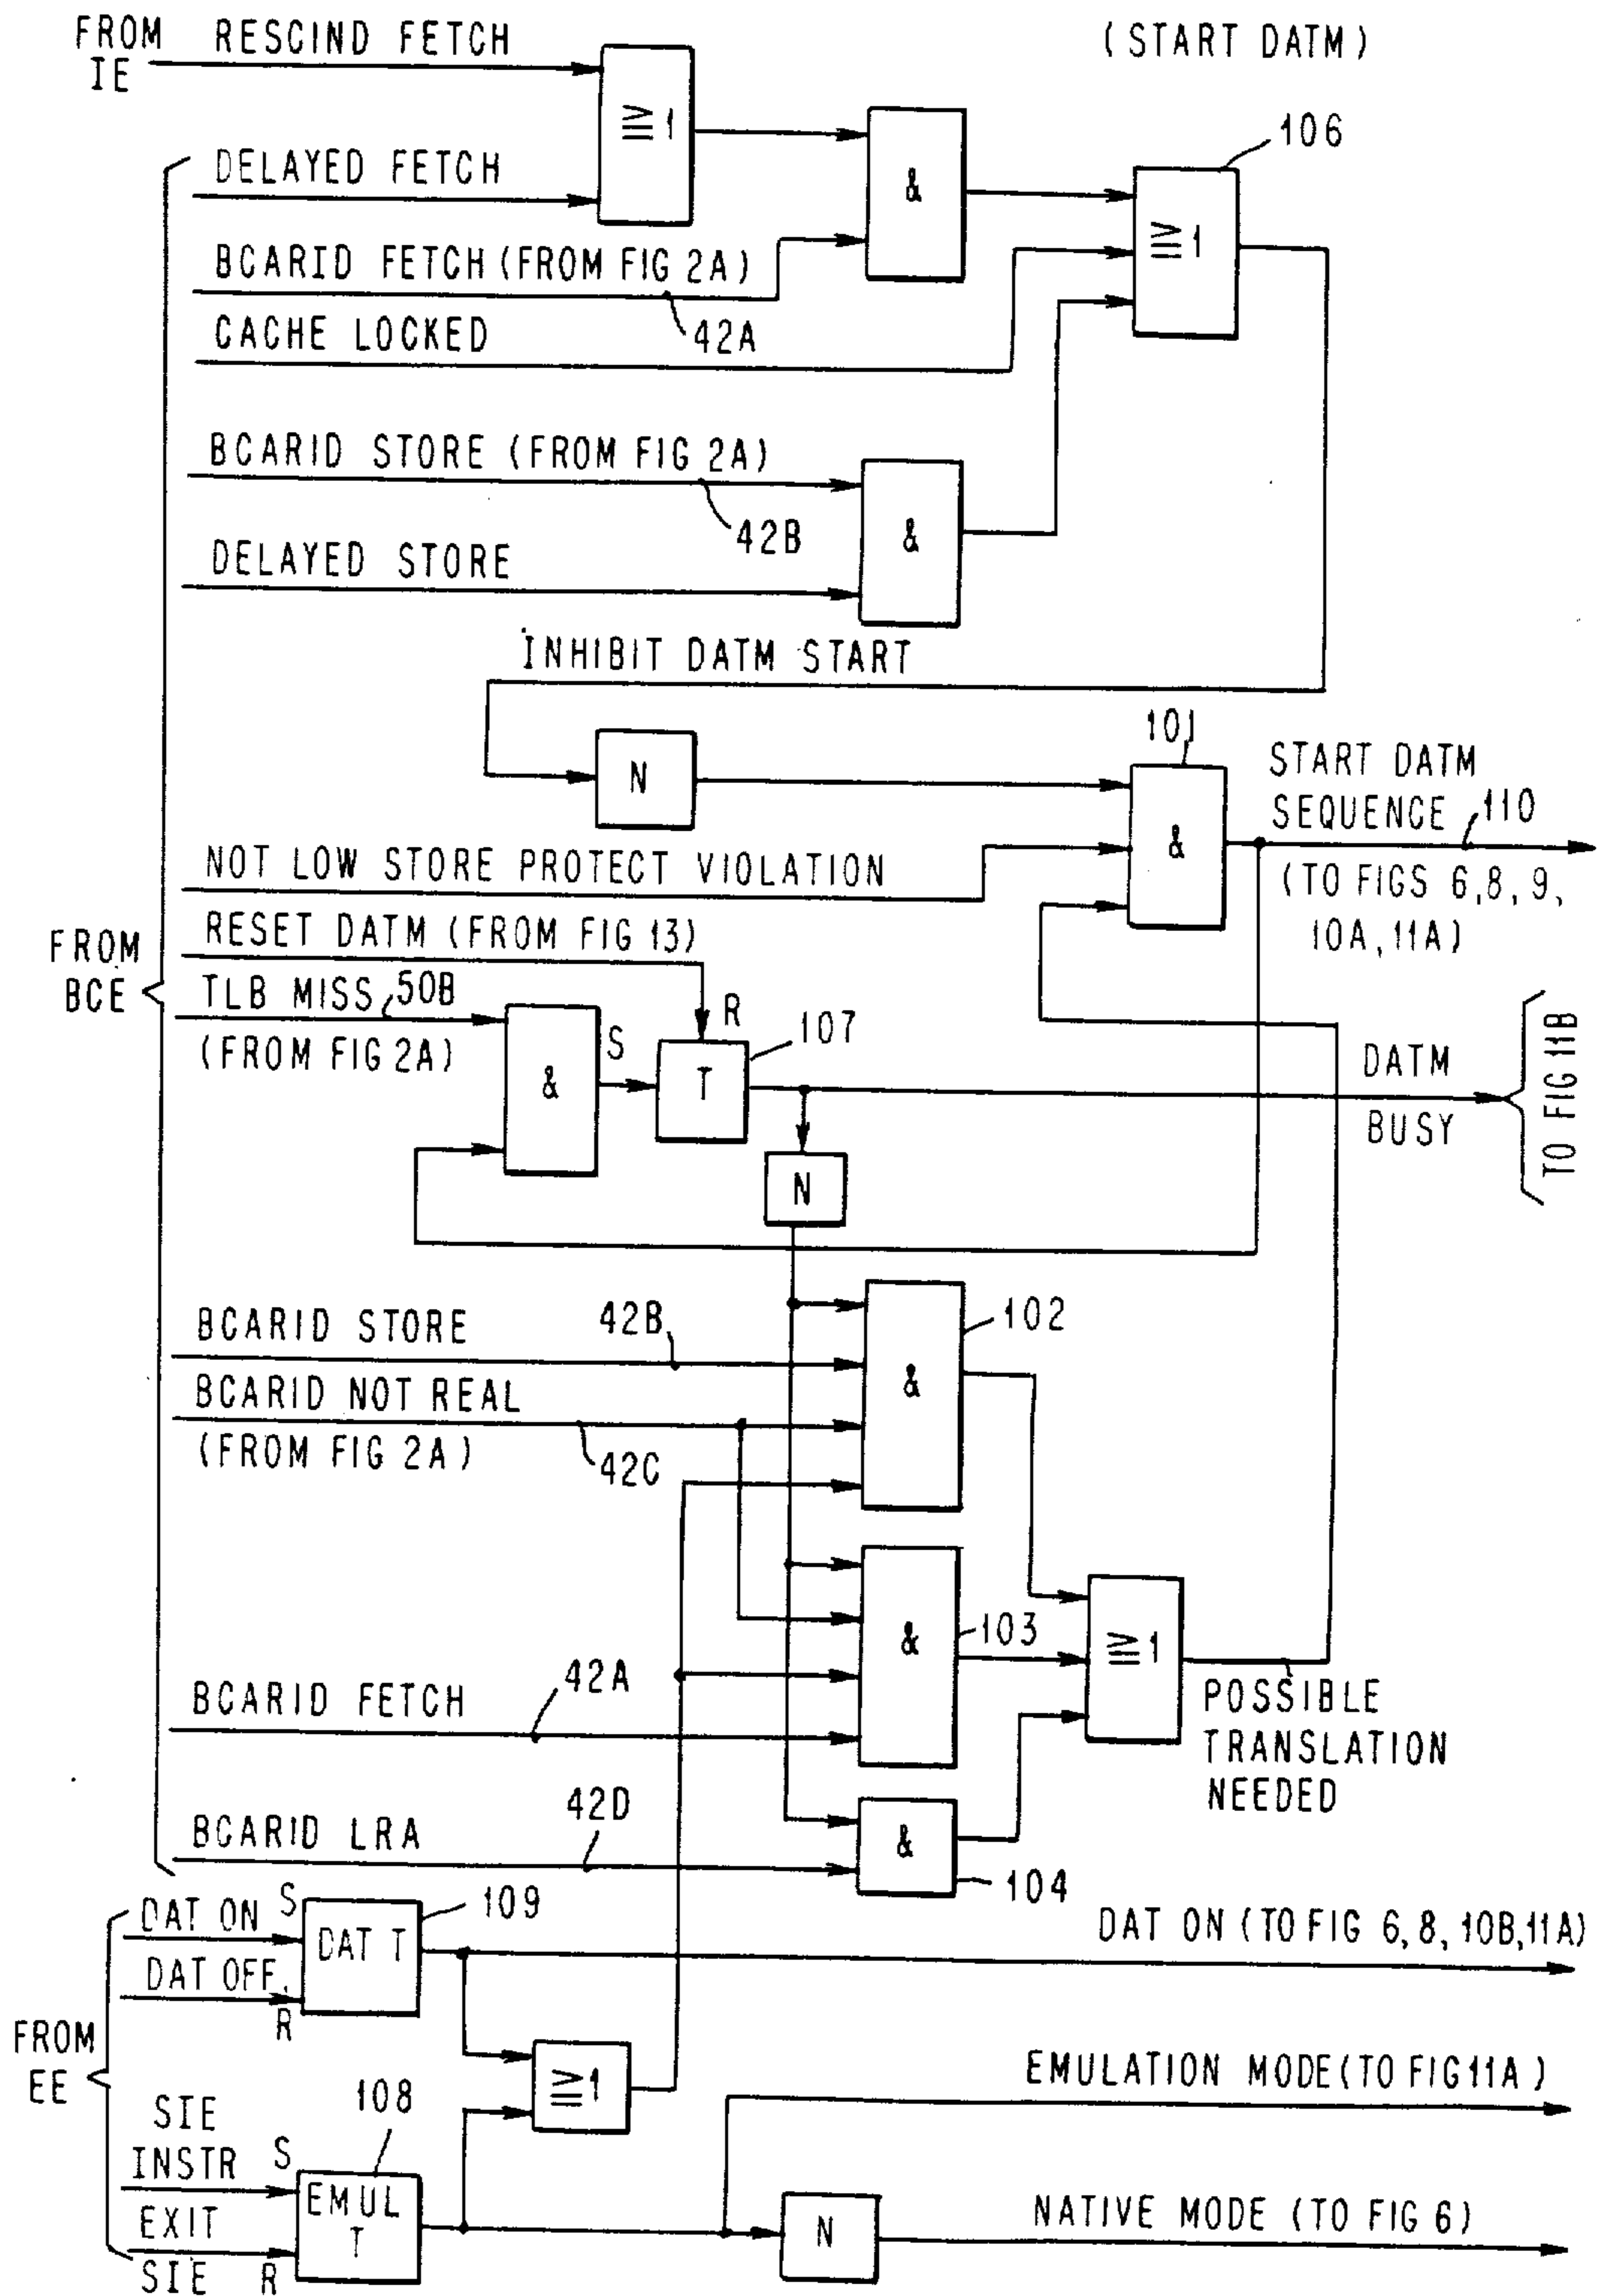 FROM IE
RESCIND FETCH
(START DATM)
≥1
106
DELAYED FETCH
&
≥1
BCARID FETCH (FROM FIG 2A)
42A
CACHE LOCKED
BCARID STORE (FROM FIG 2A)
42B
&
DELAYED STORE
INHIBIT DATM START
N
101
&
START DATM
SEQUENCE
110
(TO FIGS 6,8,9,
10A,11A)
NOT LOW STORE PROTECT VIOLATION
RESET DATM (FROM FIG 13)
FROM
BCE
TLB MISS
50B
(FROM FIG 2A)
&
S
R
T
107
DATM
BUSY
TO FIG 11B
N
BCARID STORE
42B
102
&
BCARID NOT REAL
(FROM FIG 2A)
42C
&
103
≥1
BCARID FETCH
42A
POSSIBLE
TRANSLATION
NEEDED
BCARID LRA
42D
&
104
DAT ON
S
DAT T
109
DAT OFF
R
DAT ON (TO FIG 6,8,10B,11A)
FROM
EE
≥1
EMULATION MODE (TO FIG 11A)
SIE
INSTR
S
108
EMUL
T
EXIT
SIE
R
N
NATIVE MODE (TO FIG 6)